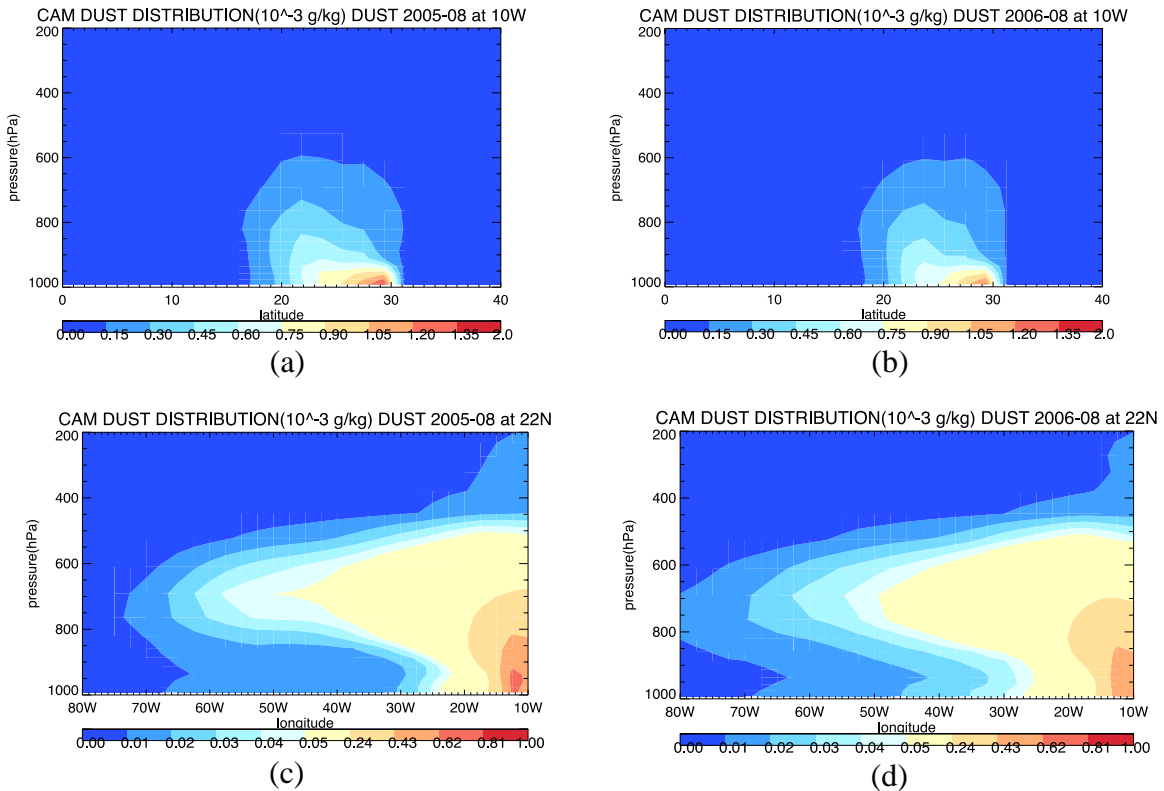 CAM DUST DISTRIBUTION(10^-3 g/kg) DUST 2005-08 at 10W
200
400
600
800
1000
pressure(hPa)
0 10 20 30 40
latitude
0.00 0.15 0.30 0.45 0.60 0.75 0.90 1.05 1.20 1.35 2.0
(a)
CAM DUST DISTRIBUTION(10^-3 g/kg) DUST 2006-08 at 10W
200
400
600
800
1000
pressure(hPa)
0 10 20 30 40
latitude
0.00 0.15 0.30 0.45 0.60 0.75 0.90 1.05 1.20 1.35 2.0
(b)
CAM DUST DISTRIBUTION(10^-3 g/kg) DUST 2005-08 at 22N
200
400
600
800
1000
pressure(hPa)
80W 70W 60W 50W 40W 30W 20W 10W
longitude
0.00 0.01 0.02 0.03 0.04 0.05 0.24 0.43 0.62 0.81 1.00
(c)
CAM DUST DISTRIBUTION(10^-3 g/kg) DUST 2006-08 at 22N
200
400
600
800
1000
pressure(hPa)
80W 70W 60W 50W 40W 30W 20W 10W
longitude
0.00 0.01 0.02 0.03 0.04 0.05 0.24 0.43 0.62 0.81 1.00
(d)